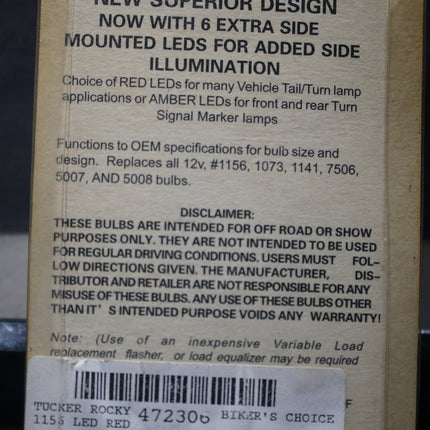 NEW SUPERIOR DESIGN
NOW WITH 6 EXTRA SIDE
MOUNTED LEDS FOR ADDED SIDE
ILLUMINATION
Choice of RED LEDs for many Vehicle Tail/Turn lamp
applications or AMBER LEDs for front and rear Turn
Signal Marker lamps
Functions to OEM specifications for bulb size and
design. Replaces all 12v, #1156, 1073, 1141, 7506,
5007, AND 5008 bulbs.
DISCLAIMER:
THESE BULBS ARE INTENDED FOR OFF ROAD OR SHOW
PURPOSES ONLY. THEY ARE NOT INTENDED TO BE USED
FOR REGULAR DRIVING CONDITIONS. USERS MUST FOL-
LOW DIRECTIONS GIVEN. THE MANUFACTURER, DIS-
TRIBUTOR AND RETAILER ARE NOT RESPONSIBLE FOR ANY
MISUSE OF THESE BULBS. ANY USE OF THESE BULBS OTHER
THAN IT' S INTENDED PURPOSE VOIDS ANY WARRANTY!
Note: (Use of an inexpensive Variable Load
replacement flasher, or load equalizer may be required
TUCKER ROCKY 472306 BIKER'S CHOICE
1156 LED RED